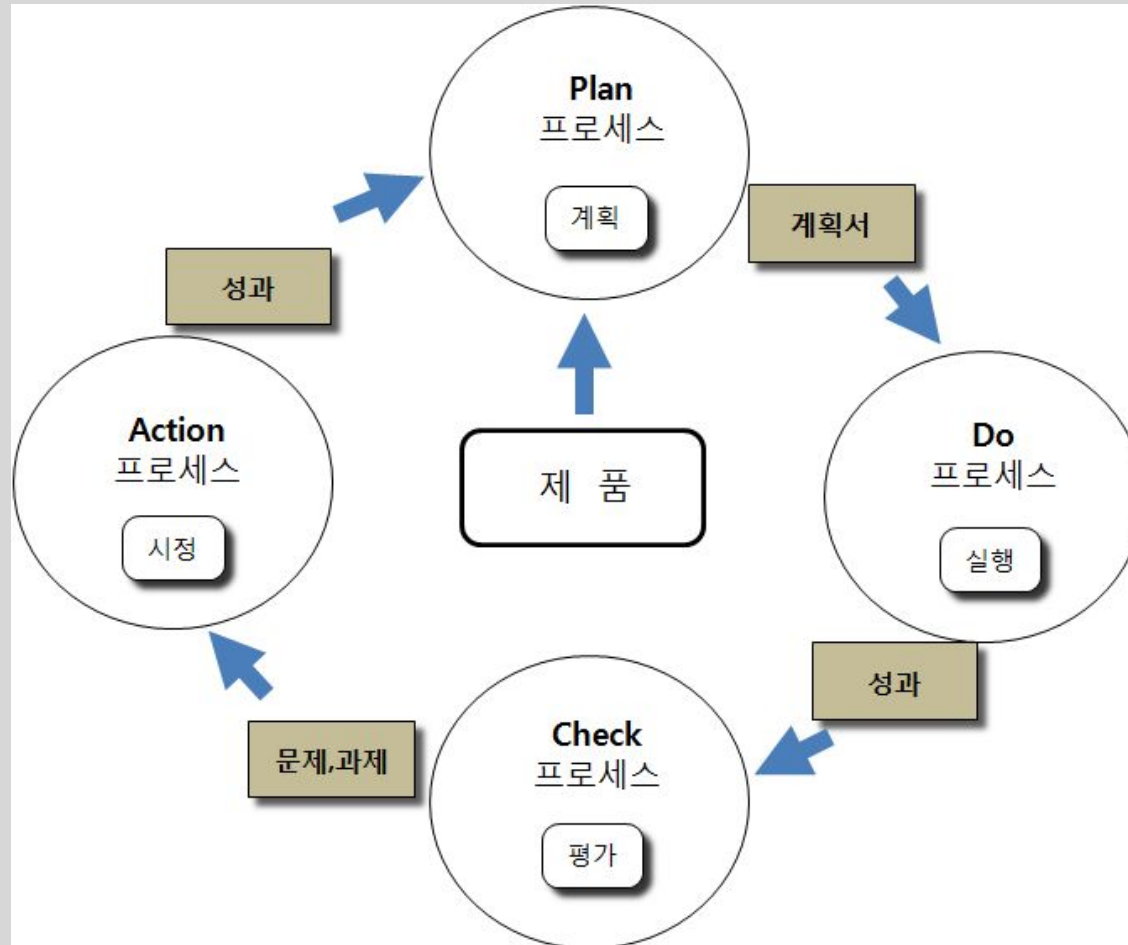 Plan
프로세스
계획
계획서
성과
Action
프로세스
시정
제 품
Do
프로세스
실행
성과
문제,과제
Check
프로세스
평가